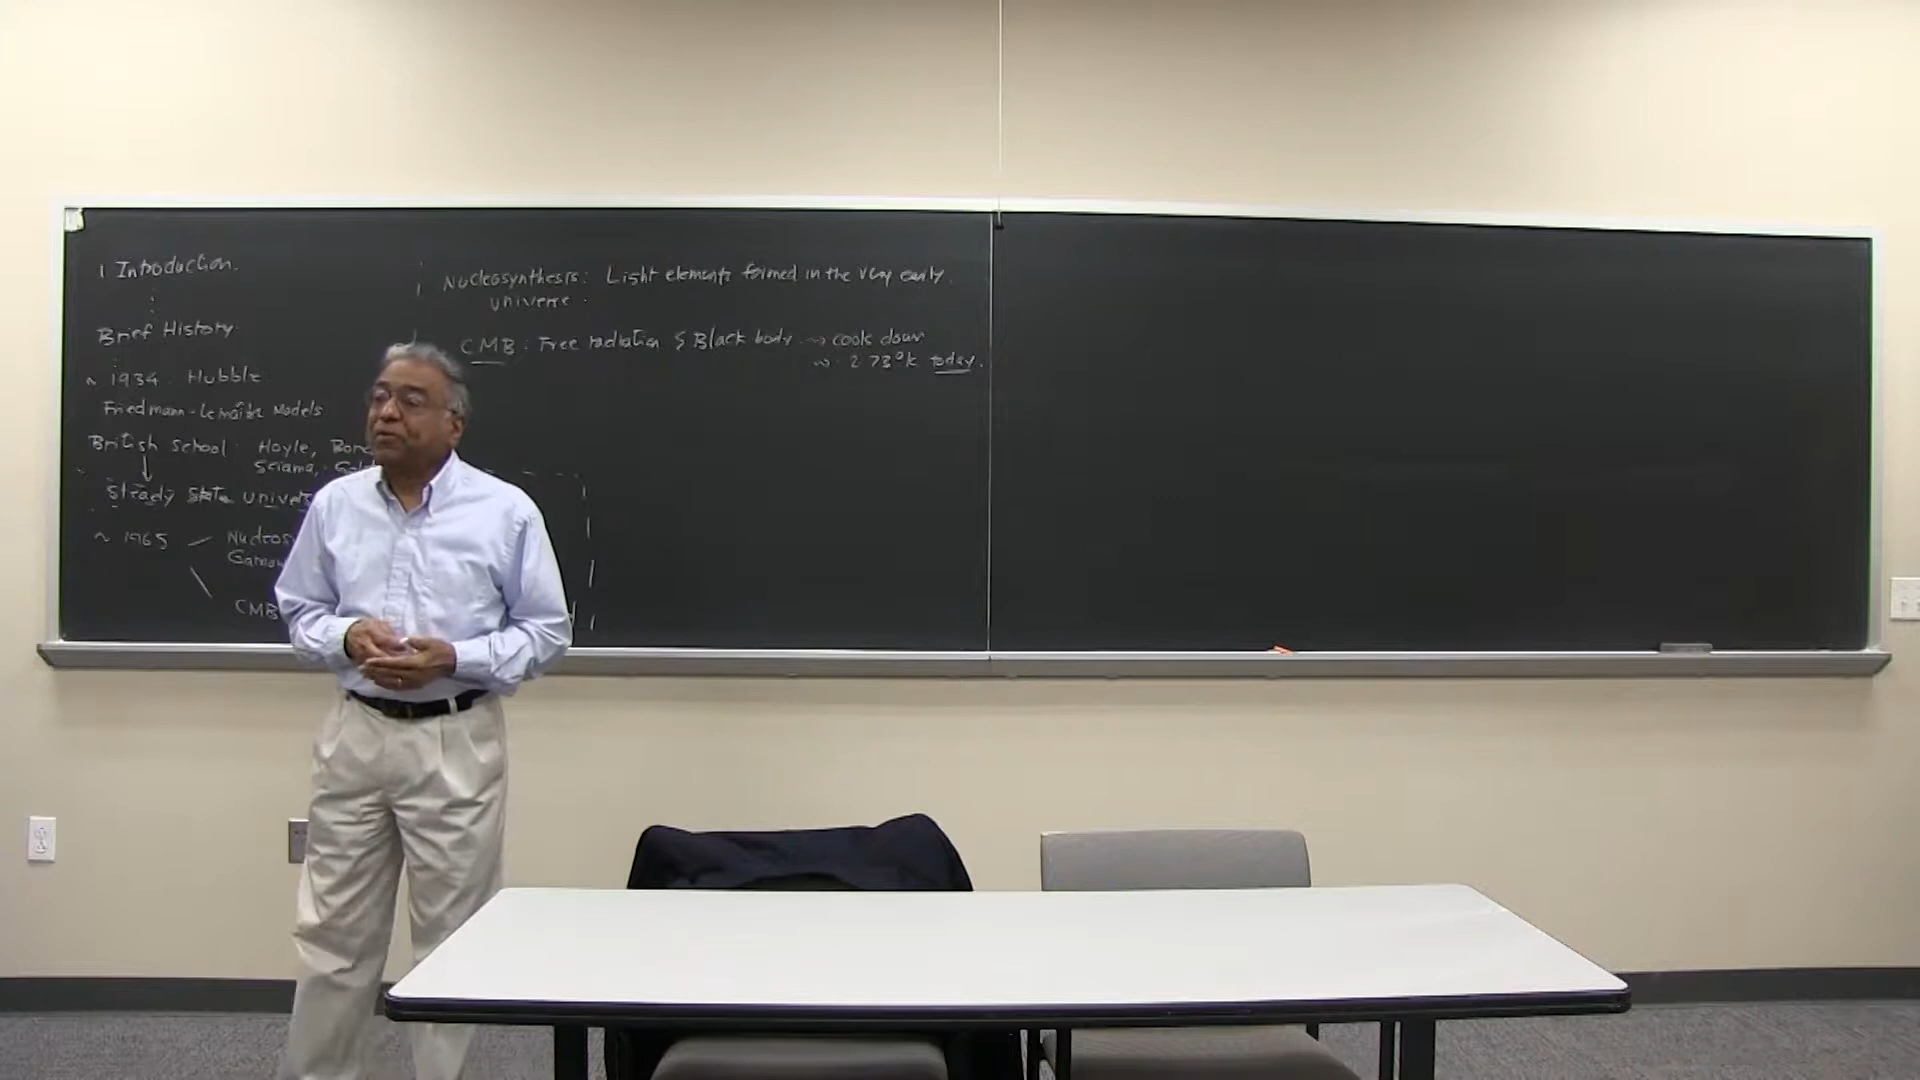 1 Introduction.
Brief History
~ 1934. Hubble
Friedmann-Lemaître Models
British School: Hoyle,
Sciama,
Steady State
~ 1965
CMB
Nucleosynthesis: Light elements formed in the very early
universe.
CMB: Free radiation & Black body → cools down
~ 2.73°K today.